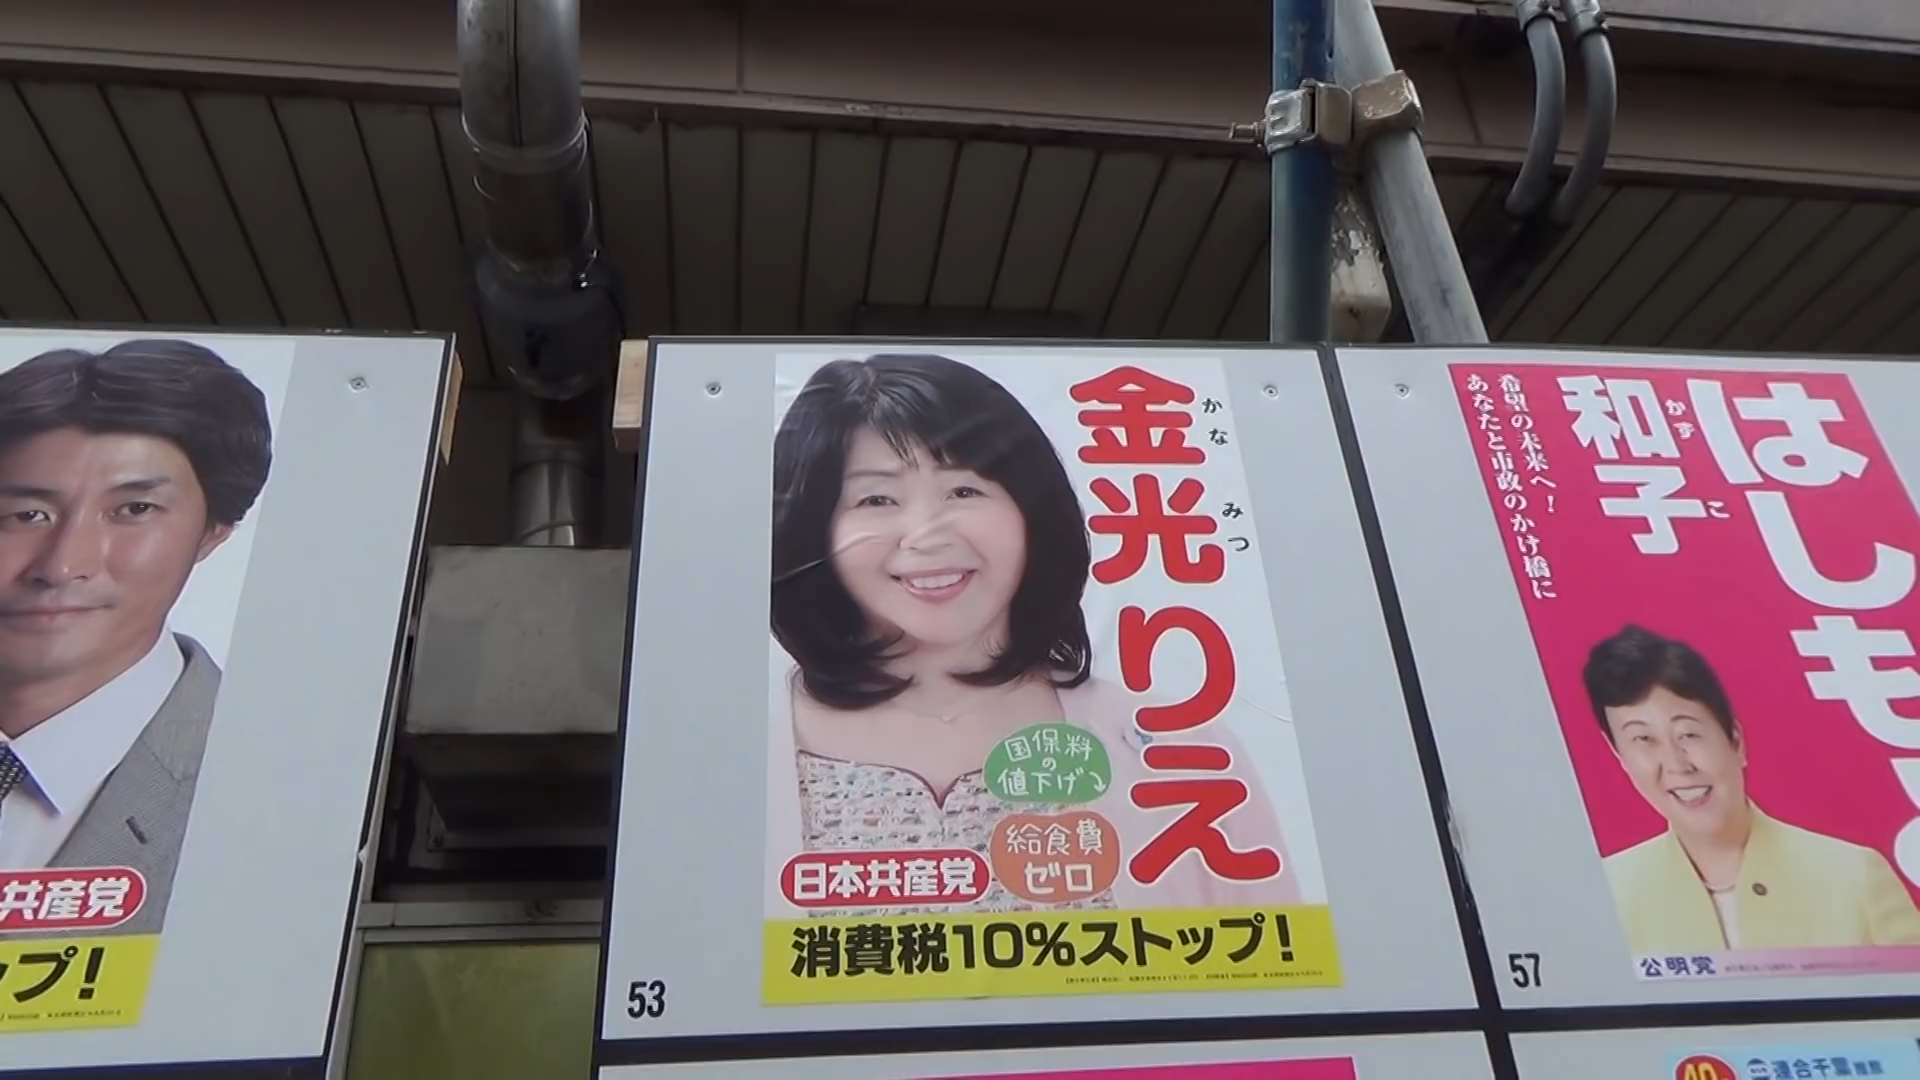 共産党
ップ!
金光りえ
かなみつ
国保料
の
値下げ
給食費
ゼロ
日本共産党
消費税10%ストップ!
53
はしも
和子
かずこ
希望の未来へ!
あなたと市政のかけ橋に
公明党
57
40
連合千葉推薦